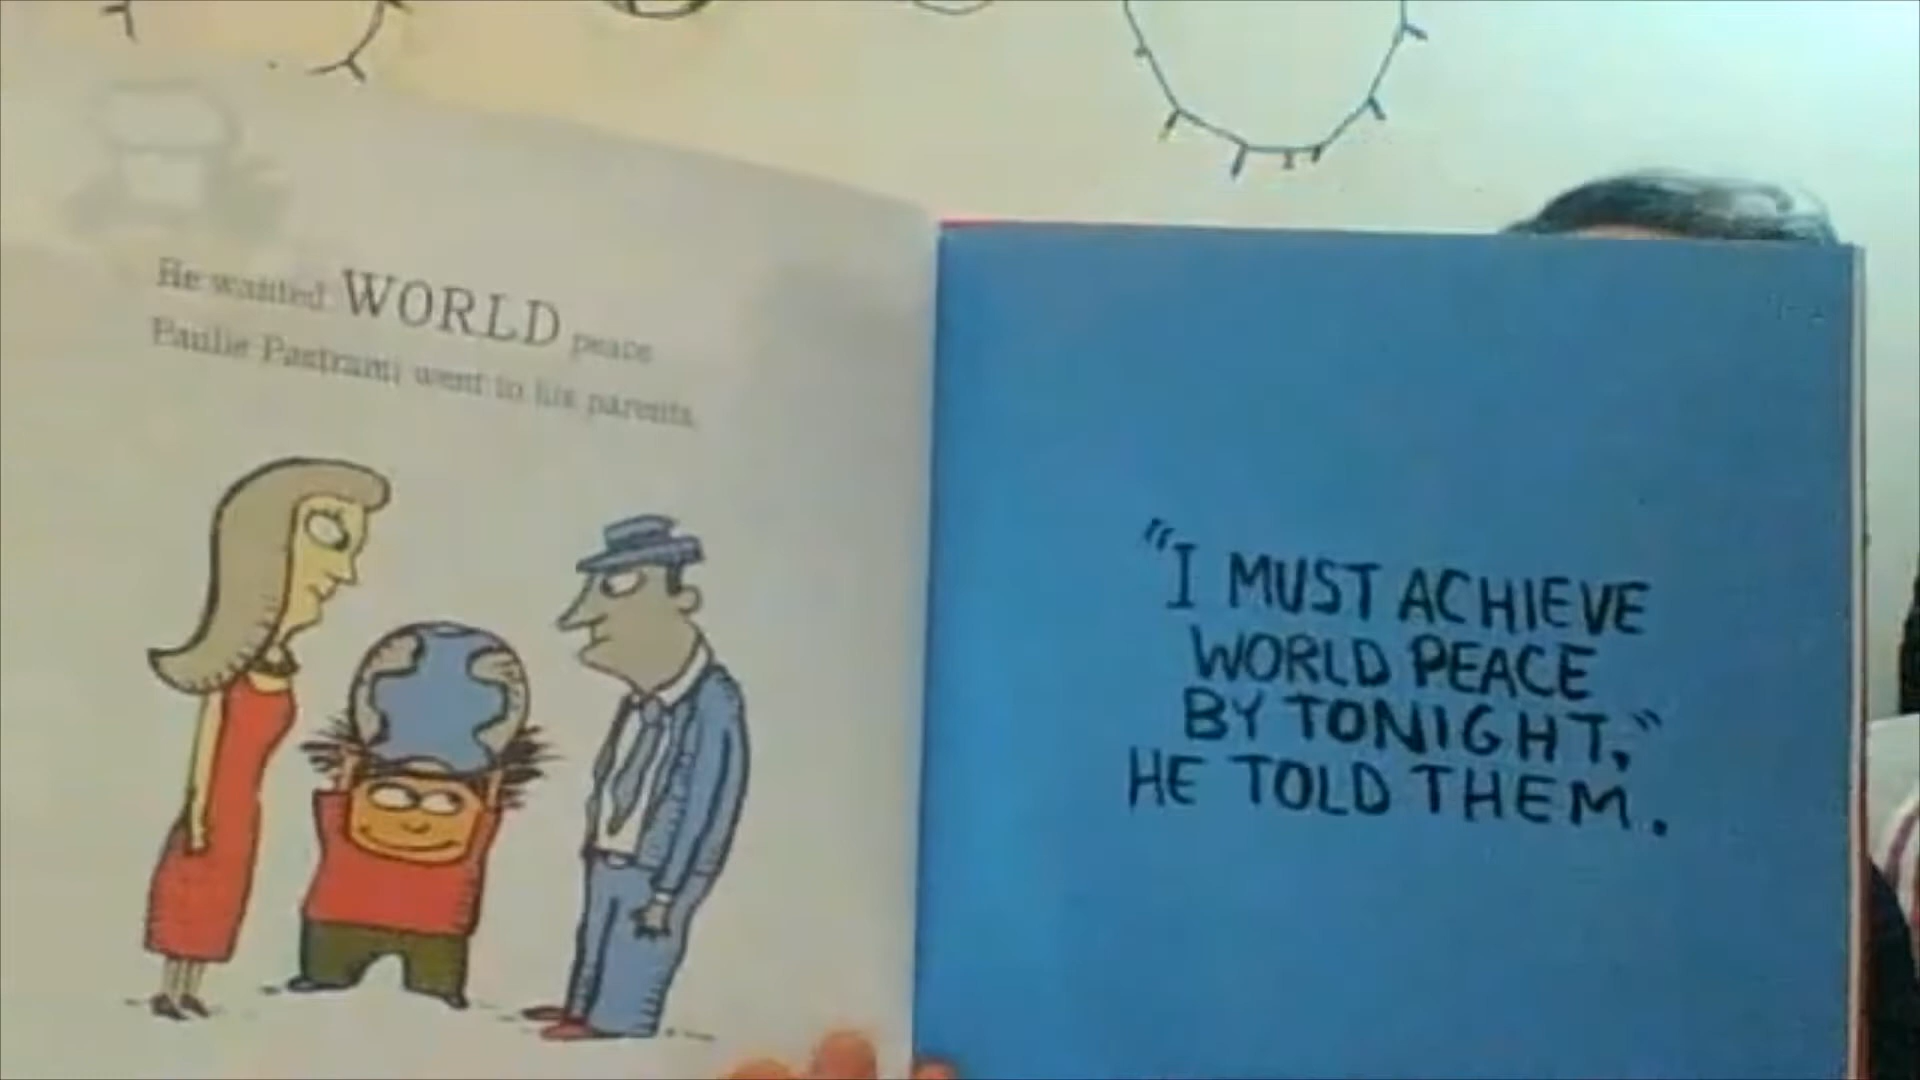 He wanted WORLD peace
Paulie Pastrami went to his parents.
"I MUST ACHIEVE
WORLD PEACE
BY TONIGHT,"
HE TOLD THEM.